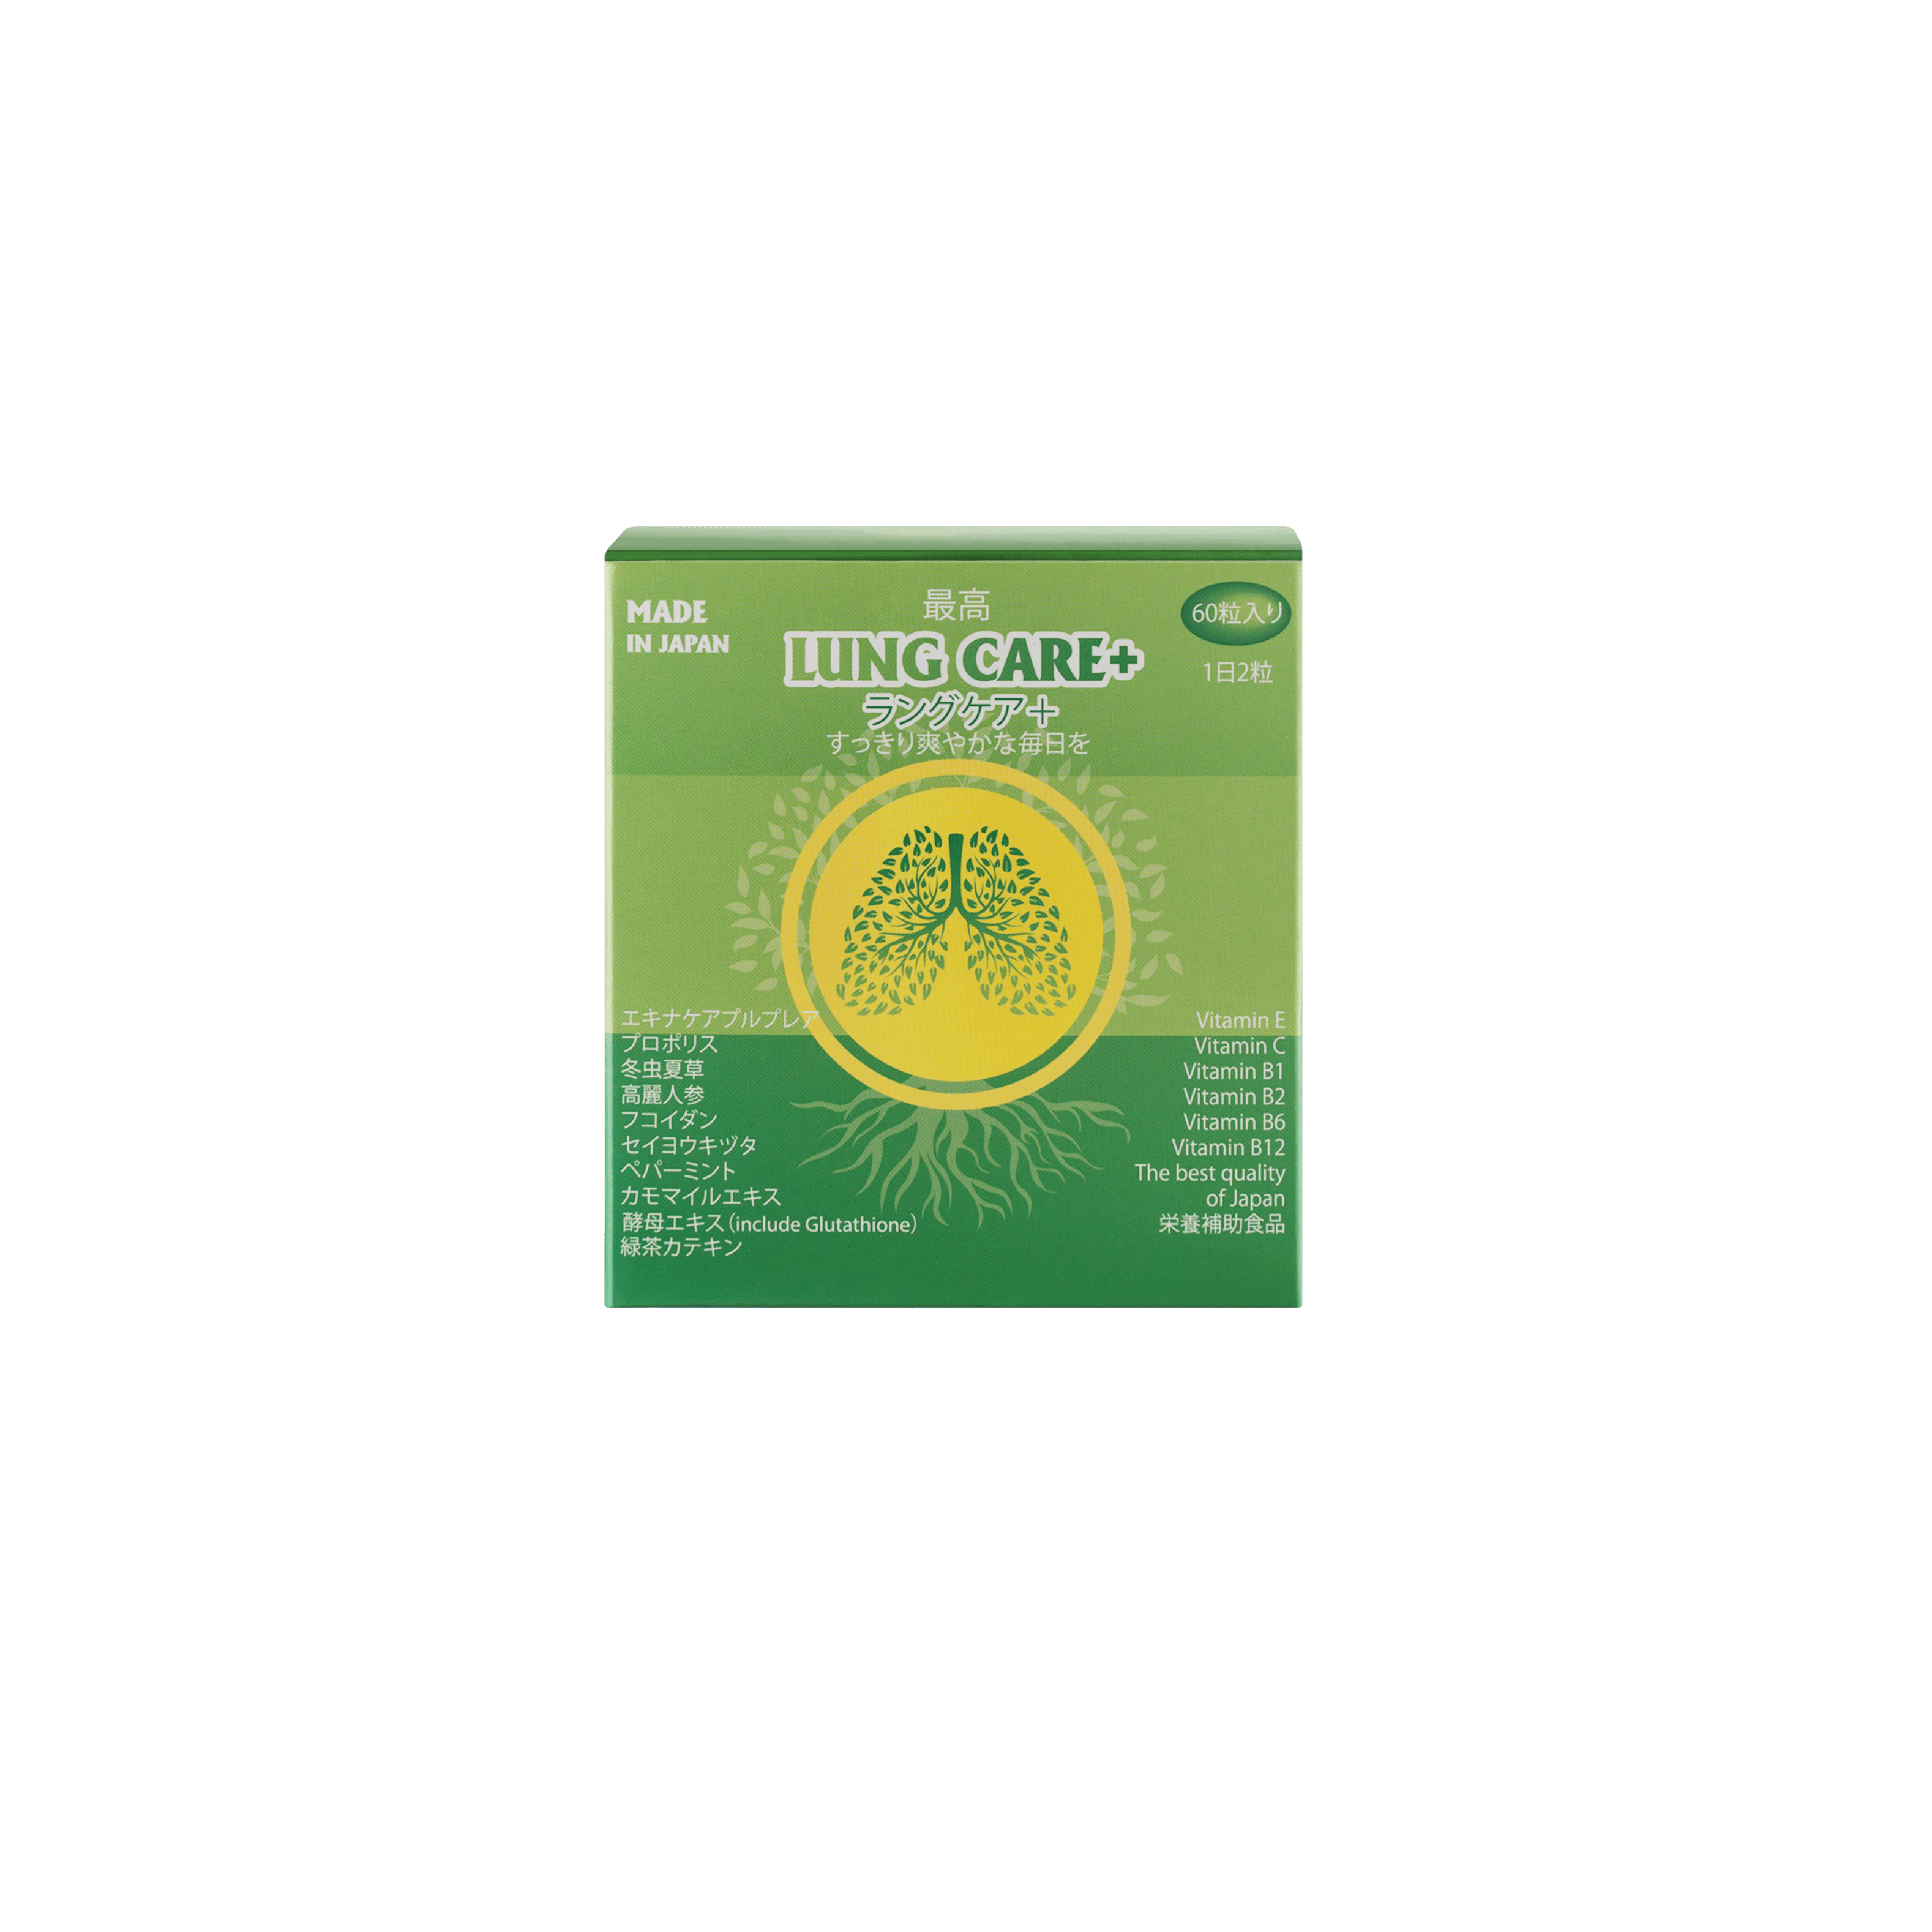 MADE
IN JAPAN
最高
LUNG CARE+
ラングケア＋
すっきり爽やかな毎日を
60粒入り
1日2粒
エキナケアプルプレア
プロポリス
冬虫夏草
高麗人参
フコイダン
セイヨウキヅタ
ペパーミント
カモマイルエキス
酵母エキス（include Glutathione）
緑茶カテキン
Vitamin E
Vitamin C
Vitamin B1
Vitamin B2
Vitamin B6
Vitamin B12
The best quality
of Japan
栄養補助食品